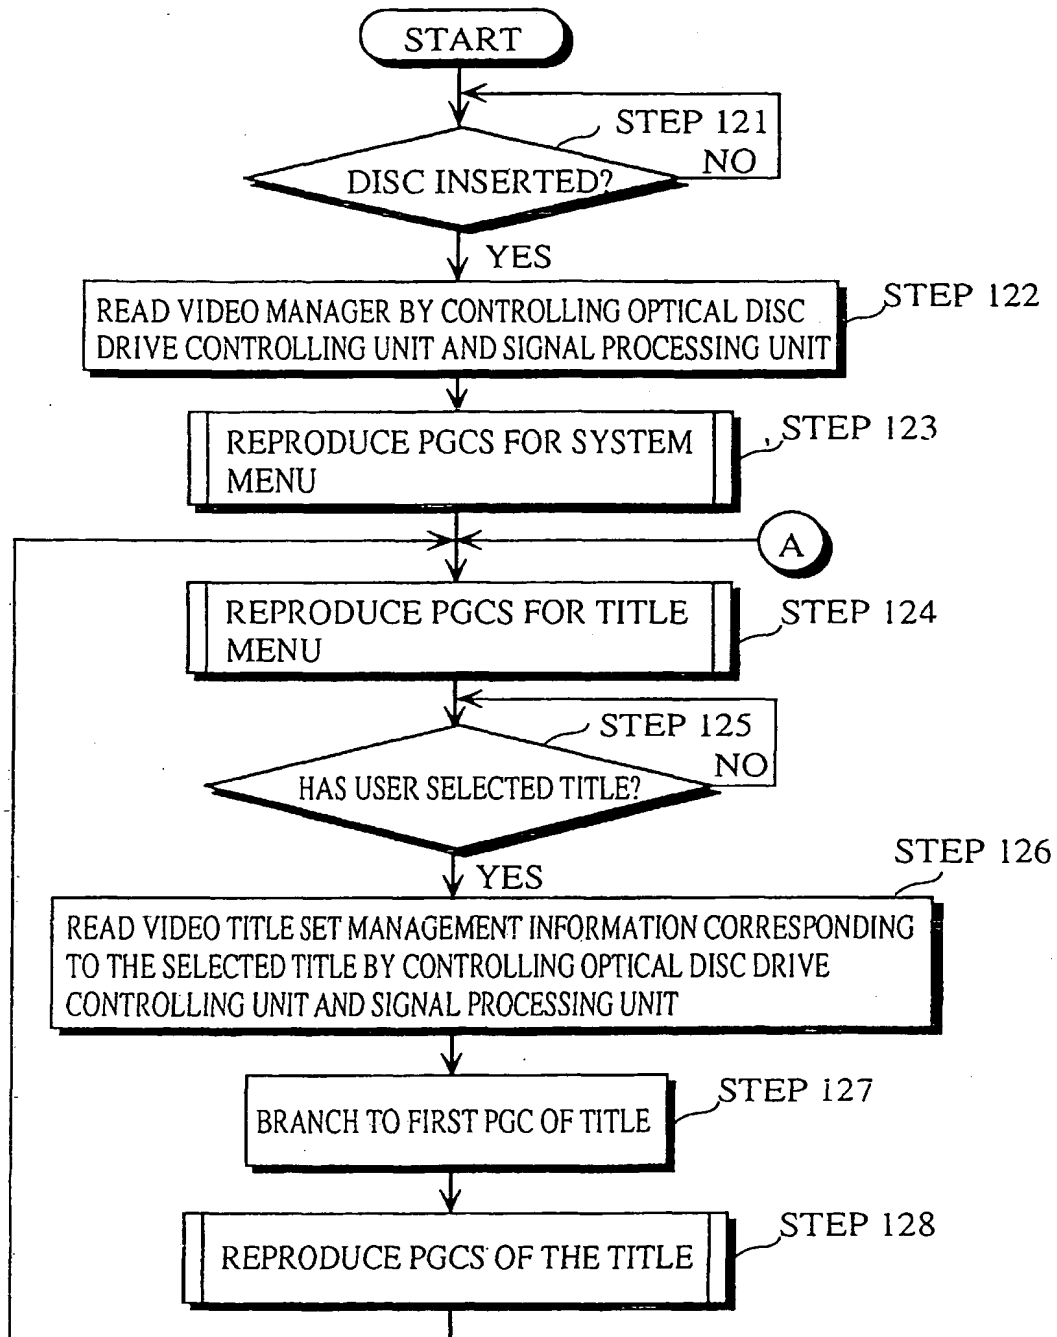 START
STEP 121
NO
DISC INSERTED?
YES
STEP 122
READ VIDEO MANAGER BY CONTROLLING OPTICAL DISC
DRIVE CONTROLLING UNIT AND SIGNAL PROCESSING UNIT
STEP 123
REPRODUCE PGCS FOR SYSTEM
MENU
A
STEP 124
REPRODUCE PGCS FOR TITLE
MENU
STEP 125
NO
HAS USER SELECTED TITLE?
YES
STEP 126
READ VIDEO TITLE SET MANAGEMENT INFORMATION CORRESPONDING
TO THE SELECTED TITLE BY CONTROLLING OPTICAL DISC DRIVE
CONTROLLING UNIT AND SIGNAL PROCESSING UNIT
STEP 127
BRANCH TO FIRST PGC OF TITLE
STEP 128
REPRODUCE PGCS OF THE TITLE